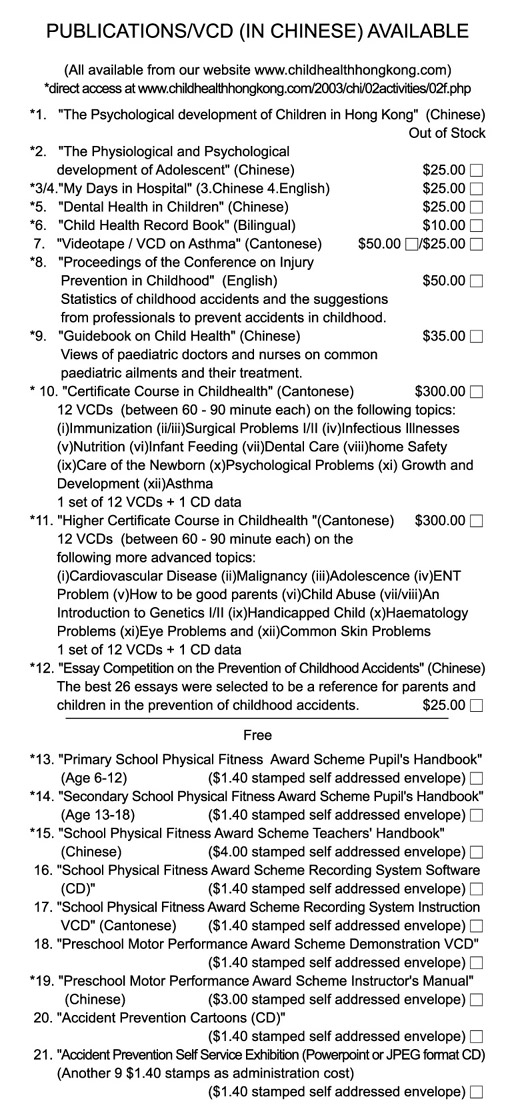 PUBLICATIONS/VCD (IN CHINESE) AVAILABLE
(All available from our website www.childhealthhongkong.com)
*direct access at www.childhealthhongkong.com/2003/chi/02activities/02f.php
*1. "The Psychological development of Children in Hong Kong" (Chinese)
Out of Stock
*2. "The Physiological and Psychological
development of Adolescent" (Chinese) $25.00 □
*3/4."My Days in Hospital" (3.Chinese 4.English) $25.00 □
*5. "Dental Health in Children" (Chinese) $25.00 □
*6. "Child Health Record Book" (Bilingual) $10.00 □
7. "Videotape / VCD on Asthma" (Cantonese) $50.00 □/$25.00 □
*8. "Proceedings of the Conference on Injury
Prevention in Childhood" (English) $50.00 □
Statistics of childhood accidents and the suggestions
from professionals to prevent accidents in childhood.
*9. "Guidebook on Child Health" (Chinese) $35.00 □
Views of paediatric doctors and nurses on common
paediatric ailments and their treatment.
* 10. "Certificate Course in Childhealth" (Cantonese) $300.00 □
12 VCDs (between 60 - 90 minute each) on the following topics:
(i)Immunization (ii/iii)Surgical Problems I/II (iv)Infectious Illnesses
(v)Nutrition (vi)Infant Feeding (vii)Dental Care (viii)home Safety
(ix)Care of the Newborn (x)Psychological Problems (xi) Growth and
Development (xii)Asthma
1 set of 12 VCDs + 1 CD data
*11. "Higher Certificate Course in Childhealth "(Cantonese) $300.00 □
12 VCDs (between 60 - 90 minute each) on the
following more advanced topics:
(i)Cardiovascular Disease (ii)Malignancy (iii)Adolescence (iv)ENT
Problem (v)How to be good parents (vi)Child Abuse (vii/viii)An
Introduction to Genetics I/II (ix)Handicapped Child (x)Haematology
Problems (xi)Eye Problems and (xii)Common Skin Problems
1 set of 12 VCDs + 1 CD data
*12. "Essay Competition on the Prevention of Childhood Accidents" (Chinese)
The best 26 essays were selected to be a reference for parents and
children in the prevention of childhood accidents. $25.00 □
Free
*13. "Primary School Physical Fitness Award Scheme Pupil's Handbook"
(Age 6-12) ($1.40 stamped self addressed envelope) □
*14. "Secondary School Physical Fitness Award Scheme Pupil's Handbook"
(Age 13-18) ($1.40 stamped self addressed envelope) □
*15. "School Physical Fitness Award Scheme Teachers' Handbook"
(Chinese) ($4.00 stamped self addressed envelope) □
16. "School Physical Fitness Award Scheme Recording System Software
(CD)" ($1.40 stamped self addressed envelope) □
17. "School Physical Fitness Award Scheme Recording System Instruction
VCD" (Cantonese) ($1.40 stamped self addressed envelope) □
18. "Preschool Motor Performance Award Scheme Demonstration VCD"
($1.40 stamped self addressed envelope) □
*19. "Preschool Motor Performance Award Scheme Instructor's Manual"
(Chinese) ($3.00 stamped self addressed envelope) □
20. "Accident Prevention Cartoons (CD)"
($1.40 stamped self addressed envelope) □
21. "Accident Prevention Self Service Exhibition (Powerpoint or JPEG format CD)
(Another 9 $1.40 stamps as administration cost)
($1.40 stamped self addressed envelope) □